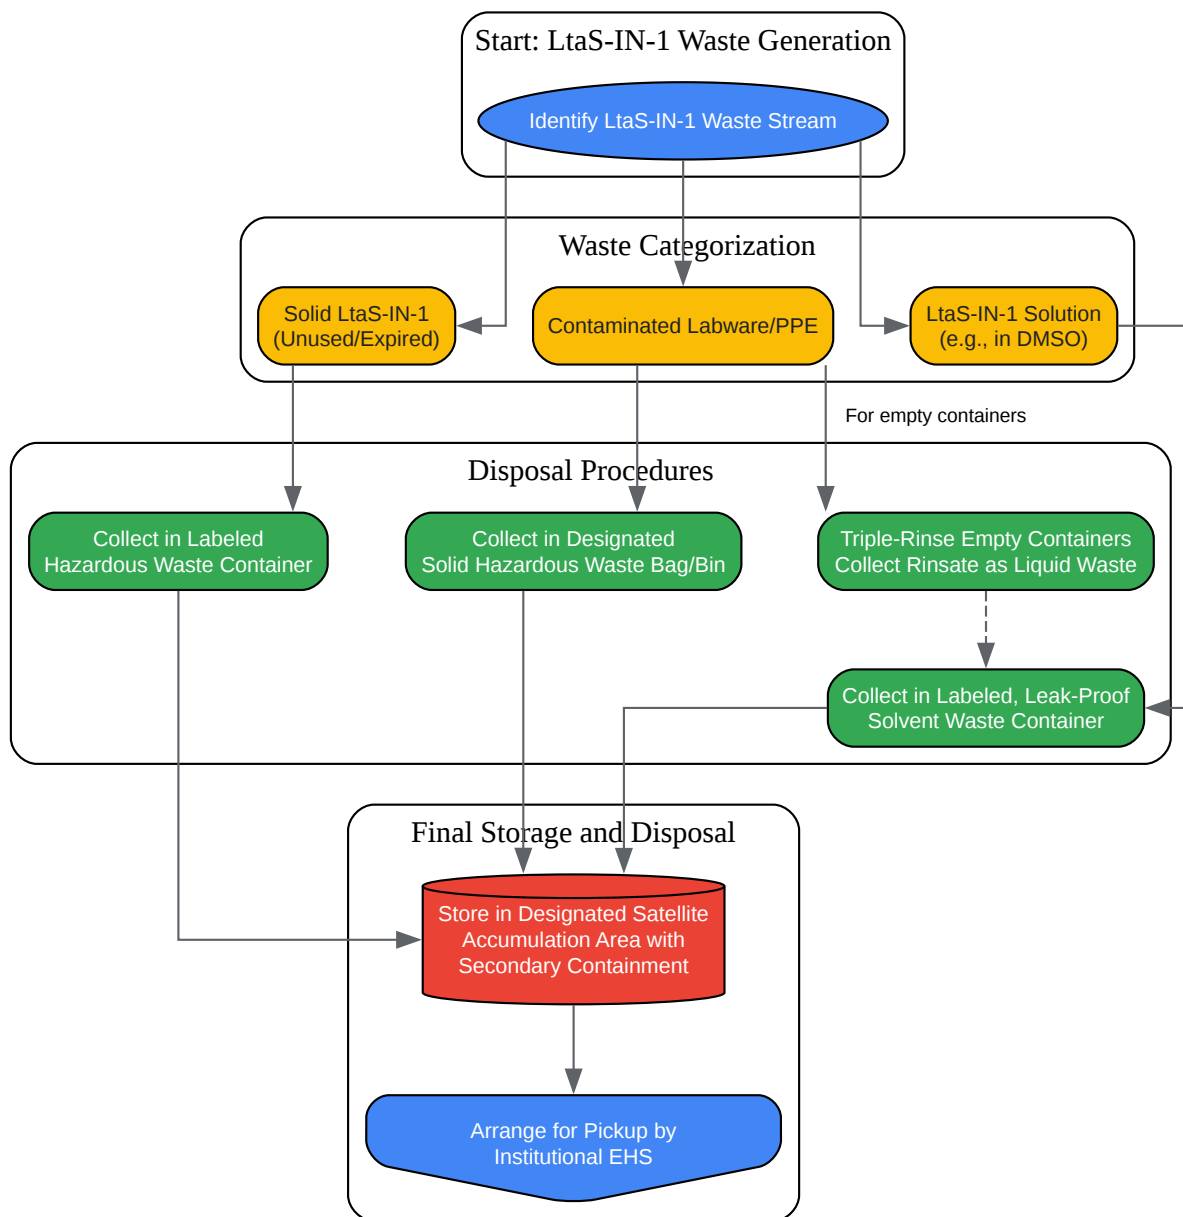 Start: LtaS-IN-1 Waste Generation
Identify LtaS-IN-1 Waste Stream
Waste Categorization
Solid LtaS-IN-1
(Unused/Expired)
Contaminated Labware/PPE
LtaS-IN-1 Solution
(e.g., in DMSO)
For empty containers
Disposal Procedures
Collect in Labeled
Hazardous Waste Container
Collect in Designated
Solid Hazardous Waste Bag/Bin
Triple-Rinse Empty Containers
Collect Rinsate as Liquid Waste
Collect in Labeled, Leak-Proof
Solvent Waste Container
Final Storage and Disposal
Store in Designated Satellite
Accumulation Area with
Secondary Containment
Arrange for Pickup by
Institutional EHS